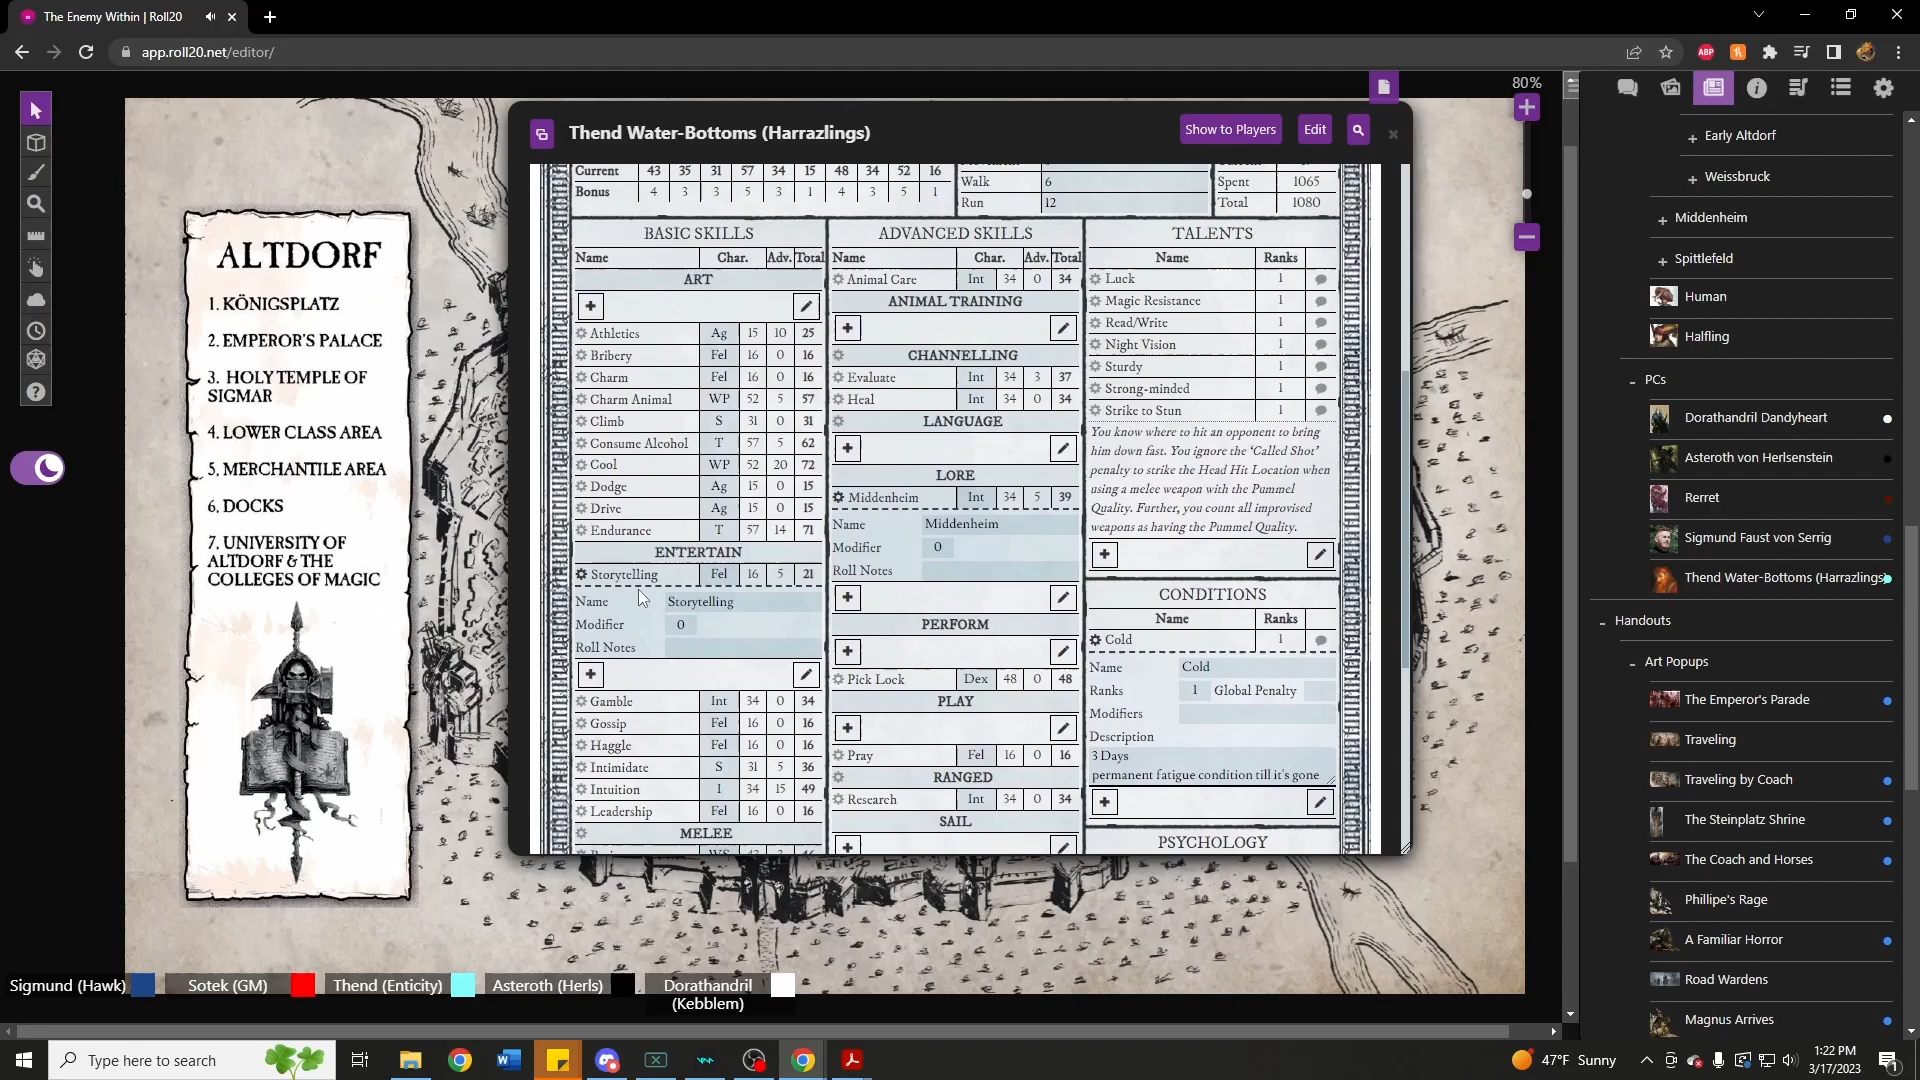 The Enemy Within | Roll20
app.roll20.net/editor/
ABP
80%
ALTDORF
1. KÖNIGSPLATZ
2. EMPEROR'S PALACE
3. HOLY TEMPLE OF
SIGMAR
4. LOWER CLASS AREA
5. MERCHANTILE AREA
6. DOCKS
7. UNIVERSITY OF
ALTDORF & THE
COLLEGES OF MAGIC
Thend Water-Bottoms (Harrazlings)
Show to Players
Edit
Current 43 35 31 57 34 15 48 34 52 16
Bonus 4 3 3 5 3 1 4 3 5 1
Walk 6
Run 12
Spent 1065
Total 1080
BASIC SKILLS
Name Char. Adv. Total
ART
Athletics Ag 15 10 25
Bribery Fel 16 0 16
Charm Fel 16 0 16
Charm Animal WP 52 5 57
Climb S 31 0 31
Consume Alcohol T 57 5 62
Cool WP 52 20 72
Dodge Ag 15 0 15
Drive Ag 15 0 15
Endurance T 57 14 71
ENTERTAIN
Storytelling Fel 16 5 21
Name Storytelling
Modifier 0
Roll Notes
Gamble Int 34 0 34
Gossip Fel 16 0 16
Haggle Fel 16 0 16
Intimidate S 31 5 36
Intuition I 34 15 49
Leadership Fel 16 0 16
MELEE
ADVANCED SKILLS
Name Char. Adv. Total
Animal Care Int 34 0 34
ANIMAL TRAINING
CHANNELLING
Evaluate Int 34 3 37
Heal Int 34 0 34
LANGUAGE
LORE
Middenheim Int 34 5 39
Name Middenheim
Modifier 0
Roll Notes
PERFORM
Pick Lock Dex 48 0 48
PLAY
Pray Fel 16 0 16
RANGED
Research Int 34 0 34
SAIL
TALENTS
Name Ranks
Luck 1
Magic Resistance 1
Read/Write 1
Night Vision 1
Sturdy 1
Strong-minded 1
Strike to Stun 1
You know where to hit an opponent to bring
him down fast. You ignore the 'Called Shot'
penalty to strike the Head Hit Location when
using a melee weapon with the Pummel
Quality. Further, you count all improvised
weapons as having the Pummel Quality.
CONDITIONS
Name Ranks
Cold 1
Name Cold
Ranks 1 Global Penalty
Modifiers
Description
3 Days
permanent fatigue condition till it's gone
PSYCHOLOGY
Early Altdorf
Weissbruck
Middenheim
Spittlefeld
Human
Halfling
PCs
Dorathandril Dandyheart
Asteroth von Herlsenstein
Rerret
Sigmund Faust von Serrig
Thend Water-Bottoms (Harrazlings)
Handouts
Art Popups
The Emperor's Parade
Traveling
Traveling by Coach
The Steinplatz Shrine
The Coach and Horses
Phillipe's Rage
A Familiar Horror
Road Wardens
Magnus Arrives
Sigmund (Hawk)
Sotek (GM)
Thend (Enticity)
Asteroth (Herls)
Dorathandril
(Kebblem)
Type here to search
47°F Sunny
1:22 PM
3/17/2023
1